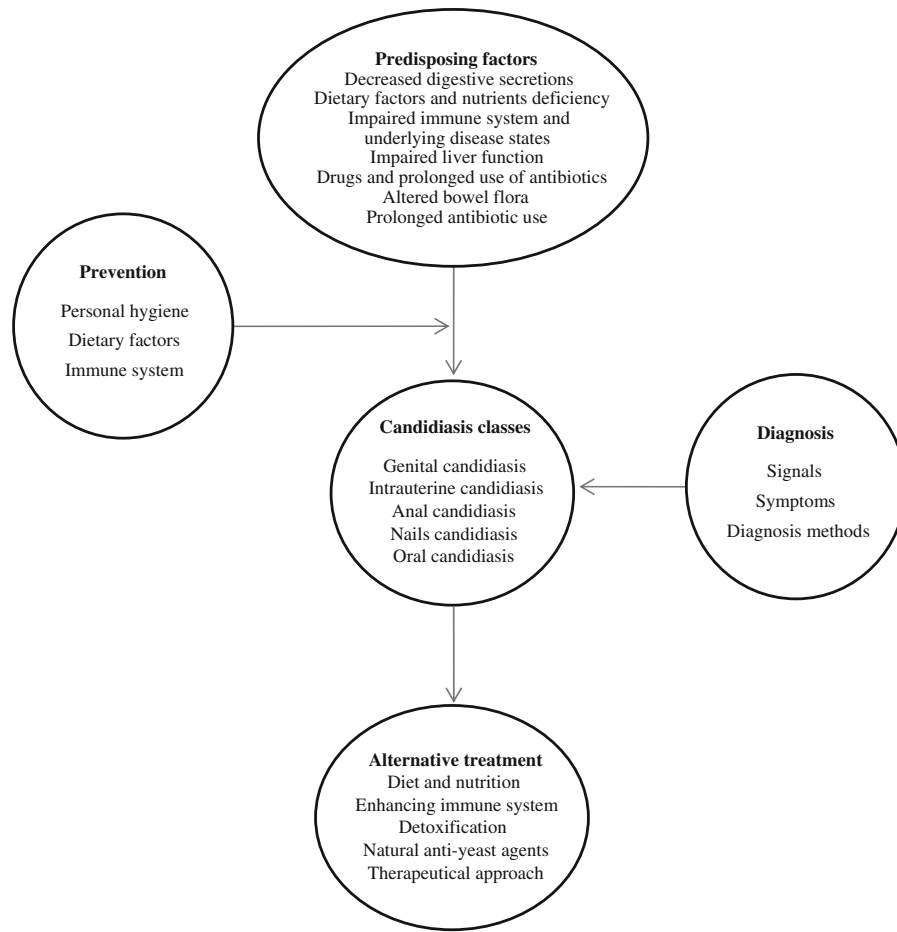 Predisposing factors
Decreased digestive secretions
Dietary factors and nutrients deficiency
Impaired immune system and
underlying disease states
Impaired liver function
Drugs and prolonged use of antibiotics
Altered bowel flora
Prolonged antibiotic use
Prevention
Personal hygiene
Dietary factors
Immune system
Candidiasis classes
Genital candidiasis
Intrauterine candidiasis
Anal candidiasis
Nails candidiasis
Oral candidiasis
Diagnosis
Signals
Symptoms
Diagnosis methods
Alternative treatment
Diet and nutrition
Enhancing immune system
Detoxification
Natural anti-yeast agents
Therapeutical approach